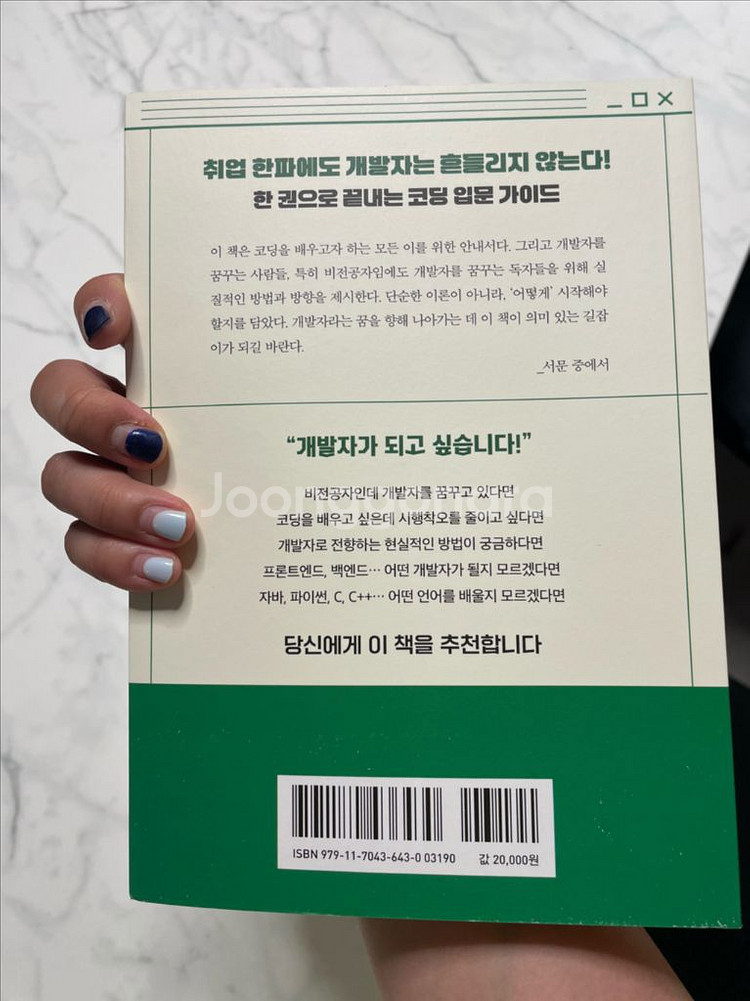 취업 한파에도 개발자는 흔들리지 않는다!
한 권으로 끝내는 코딩 입문 가이드
이 책은 코딩을 배우고자 하는 모든 이를 위한 안내서다. 그리고 개발자를
꿈꾸는 사람들, 특히 비전공자임에도 개발자를 꿈꾸는 독자들을 위해 실
질적인 방법과 방향을 제시한다. 단순한 이론이 아니라, ‘어떻게’ 시작해야
할지를 담았다. 개발자라는 꿈을 향해 나아가는 데 이 책이 의미 있는 길잡
이가 되길 바란다.
_서문 중에서
“개발자가 되고 싶습니다!”
비전공자인데 개발자를 꿈꾸고 있다면
Joonggonara
코딩을 배우고 싶은데 시행착오를 줄이고 싶다면
개발자로 전향하는 현실적인 방법이 궁금하다면
프론트엔드, 백엔드… 어떤 개발자가 될지 모르겠다면
자바, 파이썬, C, C++… 어떤 언어를 배울지 모르겠다면
당신에게 이 책을 추천합니다
ISBN 979-11-7043-643-0 03190 값 20,000원